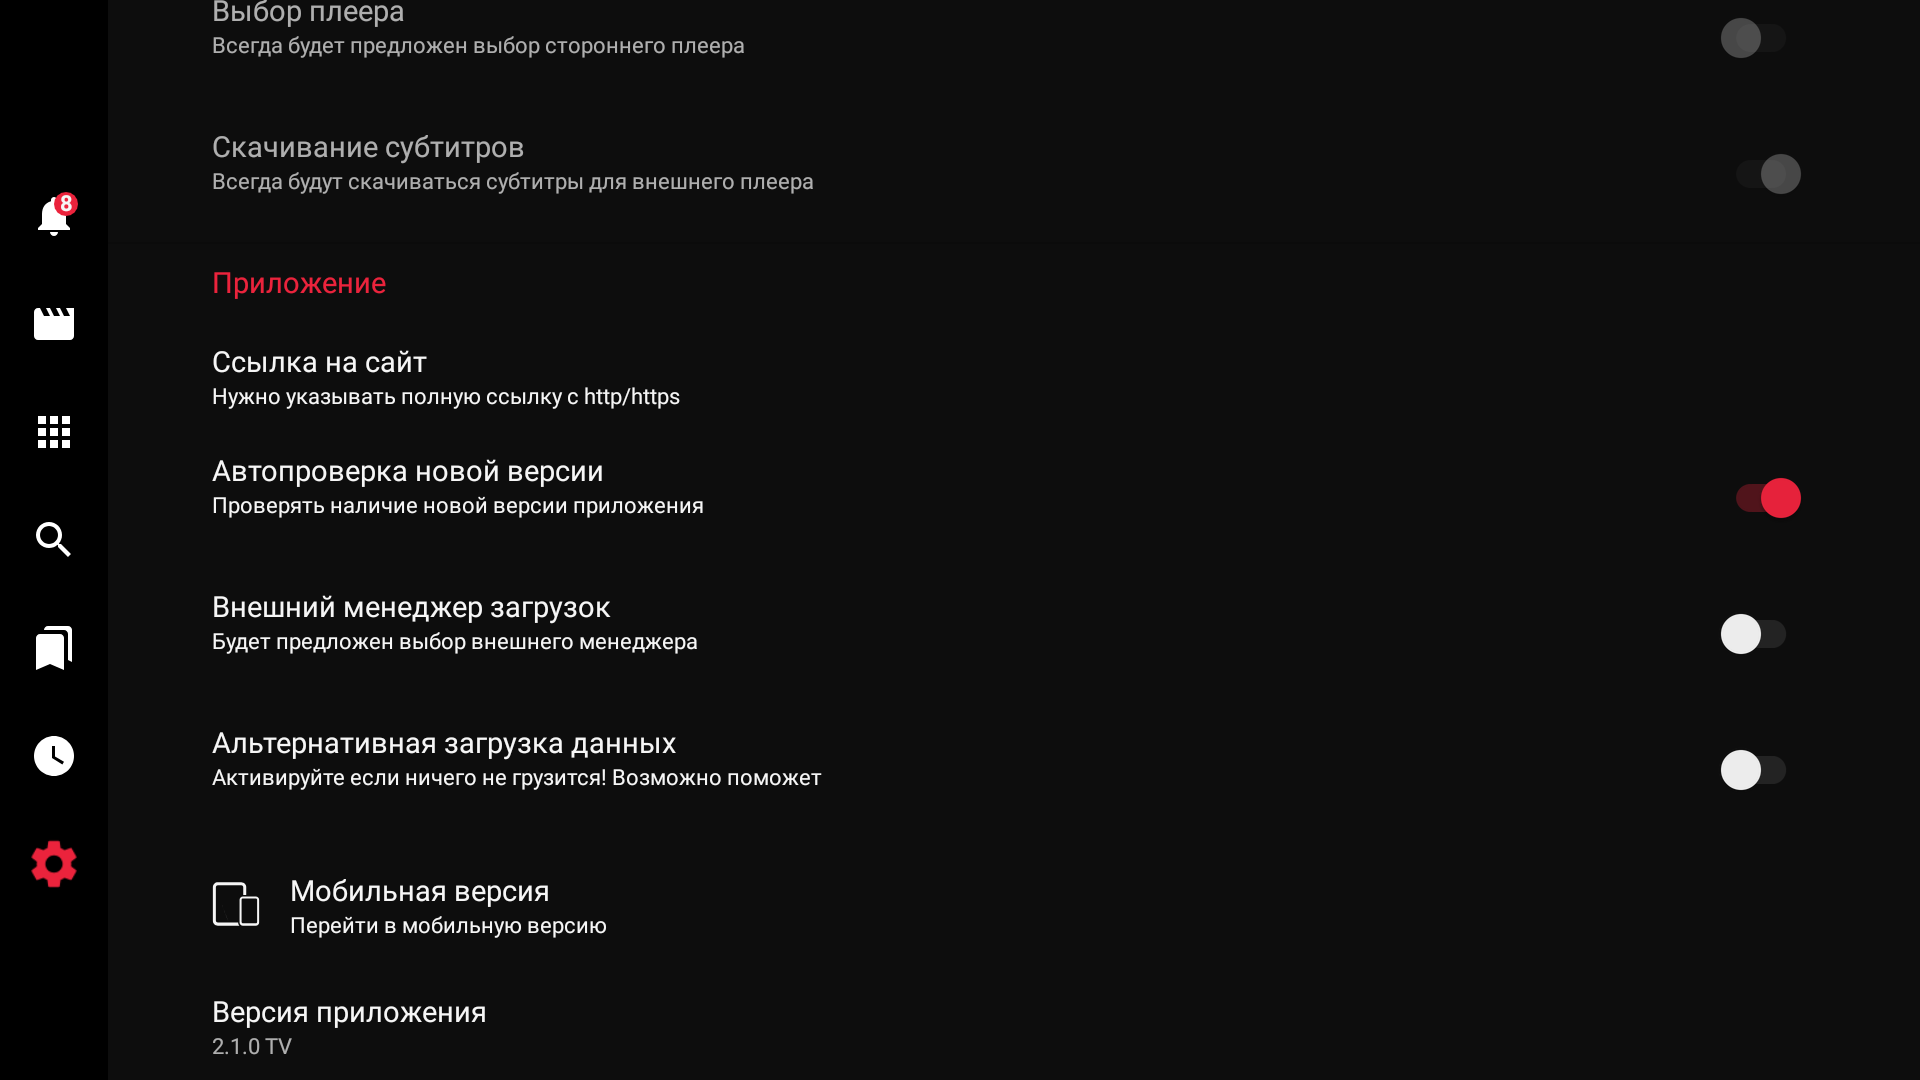 Выбор плеера
Всегда будет предложен выбор стороннего плеера
Скачивание субтитров
Всегда будут скачиваться субтитры для внешнего плеера
8
Приложение
Ссылка на сайт
Нужно указывать полную ссылку с http/https
Автопроверка новой версии
Проверять наличие новой версии приложения
Внешний менеджер загрузок
Будет предложен выбор внешнего менеджера
Альтернативная загрузка данных
Активируйте если ничего не грузится! Возможно поможет
Мобильная версия
Перейти в мобильную версию
Версия приложения
2.1.0 TV